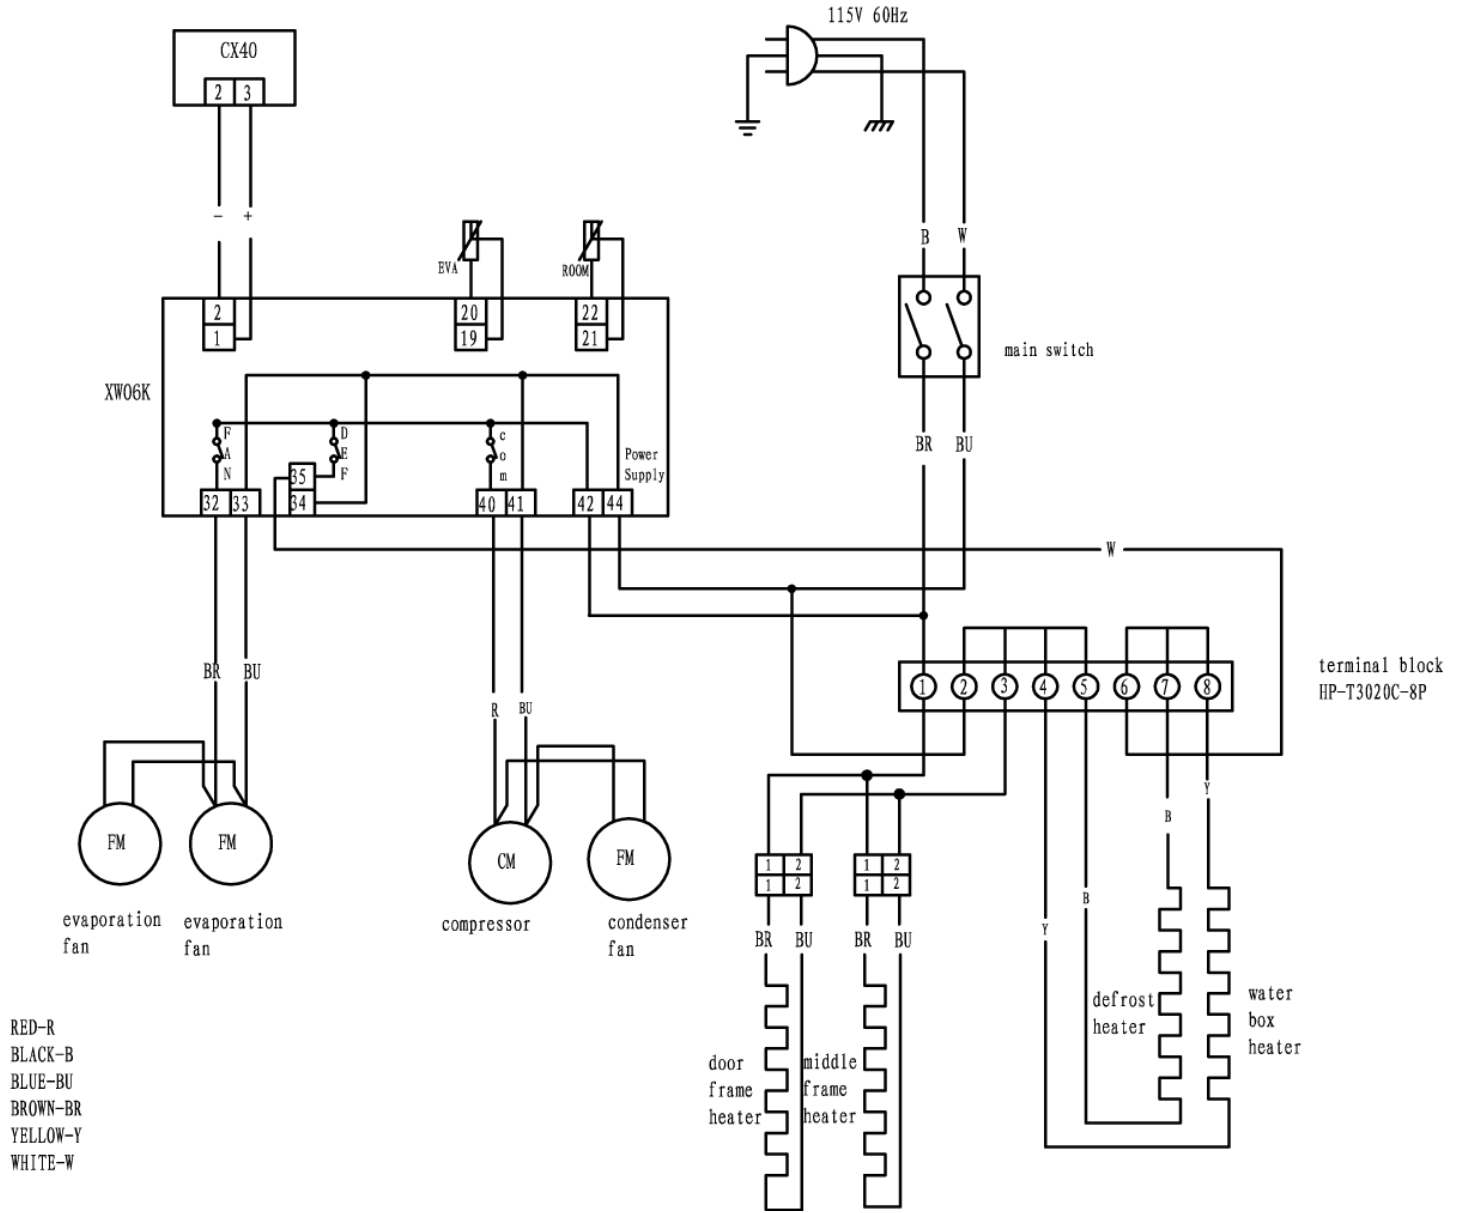 115V 60Hz
CX40
2 3
- +
B W
EVA
ROOM
2
1
20
19
22
21
main switch
XW06K
FAN
DEF
com
Power
Supply
35
34
32 33
40 41
42 44
BR BU
W
BR BU
R BU
terminal block
HP-T3020C-8P
1 2 3 4 5 6 7 8
FM
FM
CM
FM
evaporation
fan
evaporation
fan
compressor
condenser
fan
1 2
1 2
1 2
1 2
B
Y
B
Y
BR BU
BR BU
door
frame
heater
middle
frame
heater
defrost
heater
water
box
heater
RED-R
BLACK-B
BLUE-BU
BROWN-BR
YELLOW-Y
WHITE-W